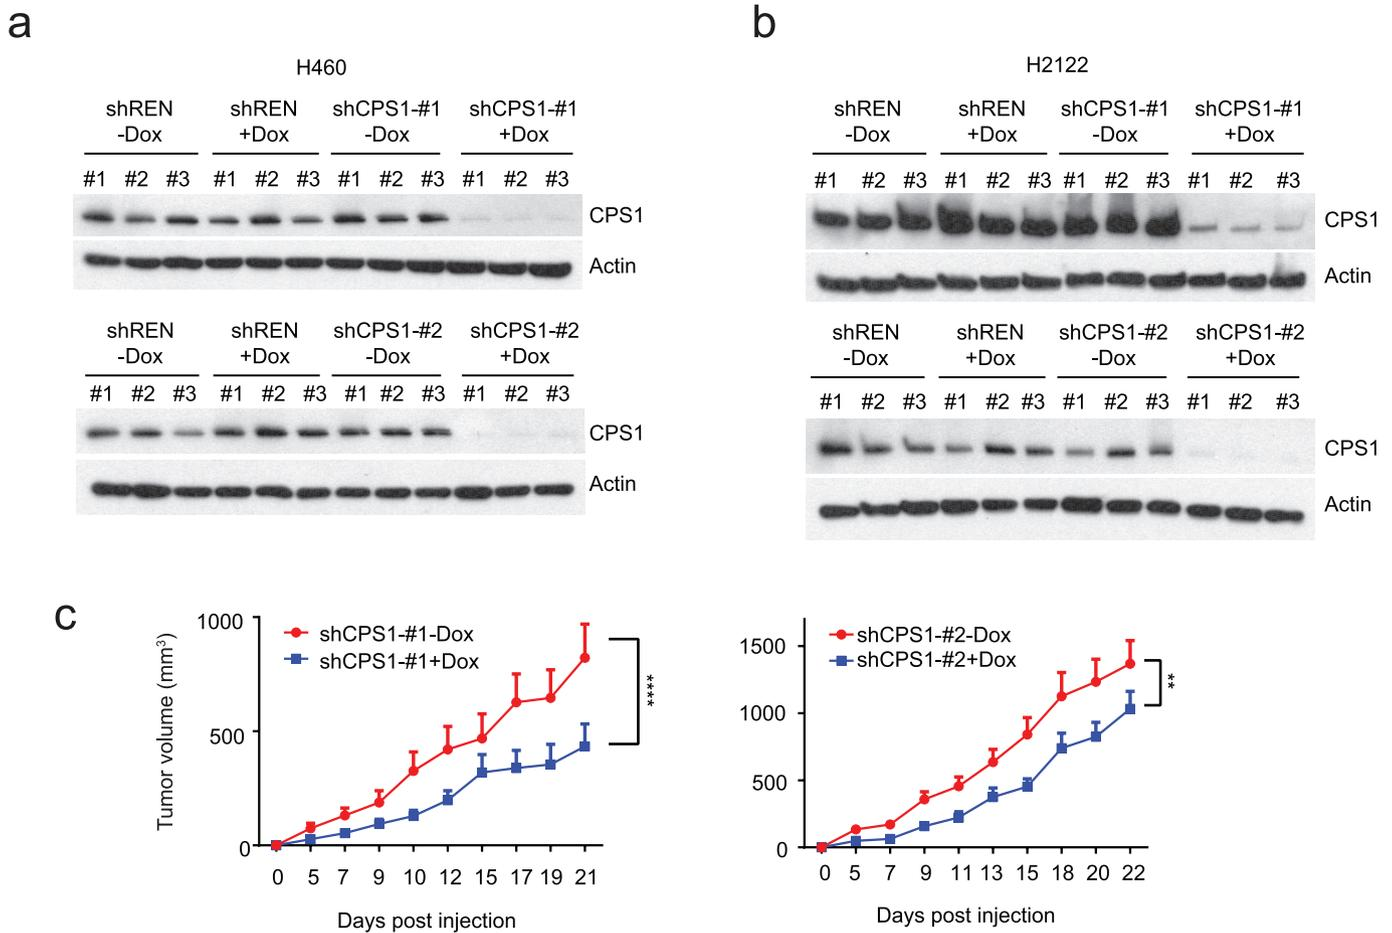 a
H460
shREN shREN shCPS1-#1 shCPS1-#1
-Dox +Dox -Dox +Dox
#1 #2 #3 #1 #2 #3 #1 #2 #3 #1 #2 #3
CPS1
Actin
shREN shREN shCPS1-#2 shCPS1-#2
-Dox +Dox -Dox +Dox
#1 #2 #3 #1 #2 #3 #1 #2 #3 #1 #2 #3
CPS1
Actin
b
H2122
shREN shREN shCPS1-#1 shCPS1-#1
-Dox +Dox -Dox +Dox
#1 #2 #3 #1 #2 #3 #1 #2 #3 #1 #2 #3
CPS1
Actin
shREN shREN shCPS1-#2 shCPS1-#2
-Dox +Dox -Dox +Dox
#1 #2 #3 #1 #2 #3 #1 #2 #3 #1 #2 #3
CPS1
Actin
c
Tumor volume (mm³)
1000
500
0
shCPS1-#1-Dox
shCPS1-#1+Dox
****
0 5 7 9 10 12 15 17 19 21
Days post injection
1500
1000
500
0
shCPS1-#2-Dox
shCPS1-#2+Dox
**
0 5 7 9 11 13 15 18 20 22
Days post injection